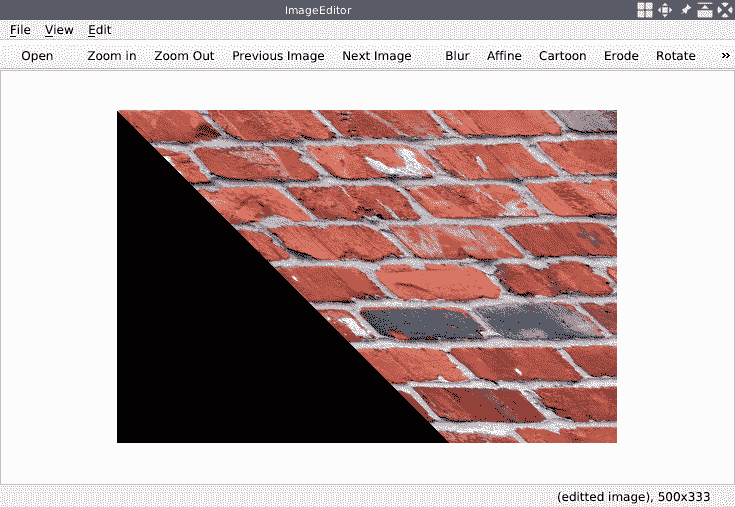 ImageEditor
File View Edit
Open Zoom in Zoom Out Previous Image Next Image Blur Affine Cartoon Erode Rotate »
(editted image), 500x333